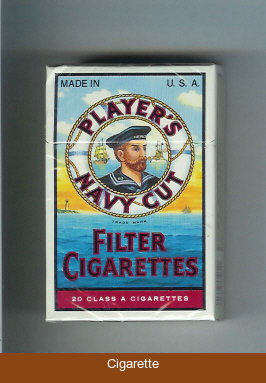 MADE IN U. S. A.
PLAYER'S
NAVY CUT
TRADE MARK
FILTER
CIGARETTES
20 CLASS A CIGARETTES
Cigarette